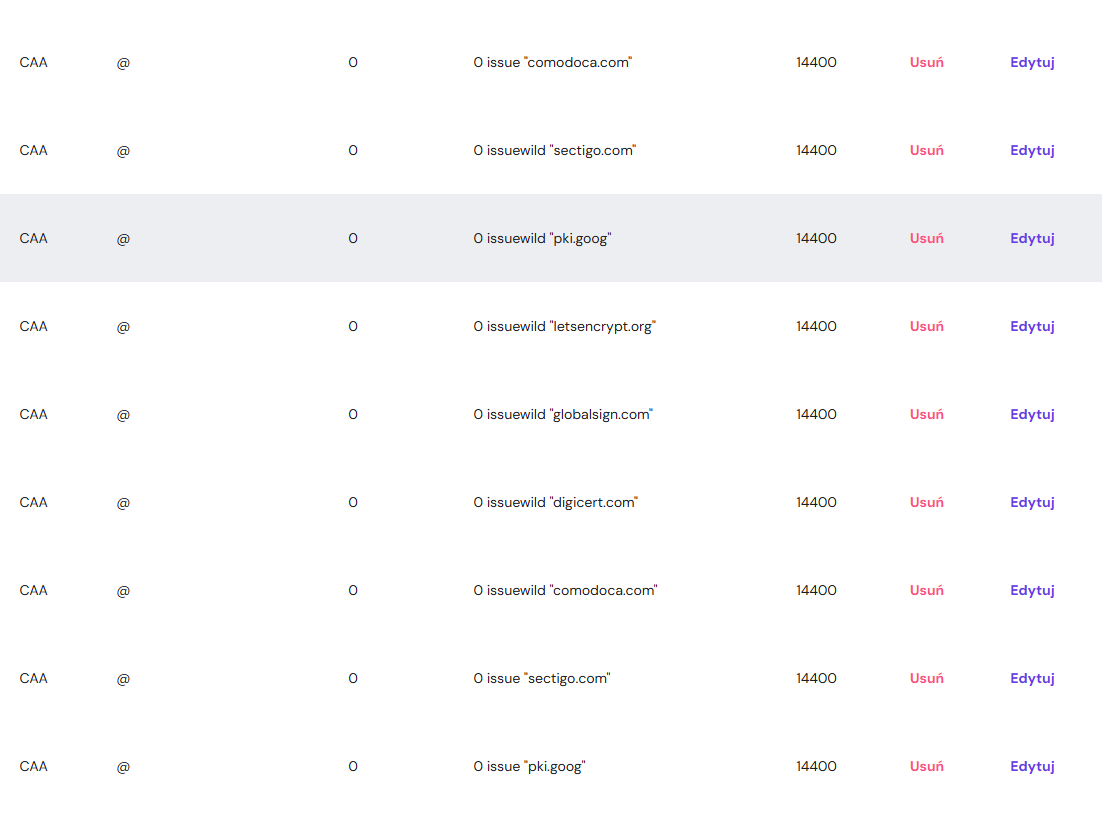 CAA @ 0 0 issue "comodoca.com" 14400 Usuń Edytuj
CAA @ 0 0 issuewild "sectigo.com" 14400 Usuń Edytuj
CAA @ 0 0 issuewild "pki.goog" 14400 Usuń Edytuj
CAA @ 0 0 issuewild "letsencrypt.org" 14400 Usuń Edytuj
CAA @ 0 0 issuewild "globalsign.com" 14400 Usuń Edytuj
CAA @ 0 0 issuewild "digicert.com" 14400 Usuń Edytuj
CAA @ 0 0 issuewild "comodoca.com" 14400 Usuń Edytuj
CAA @ 0 0 issue "sectigo.com" 14400 Usuń Edytuj
CAA @ 0 0 issue "pki.goog" 14400 Usuń Edytuj